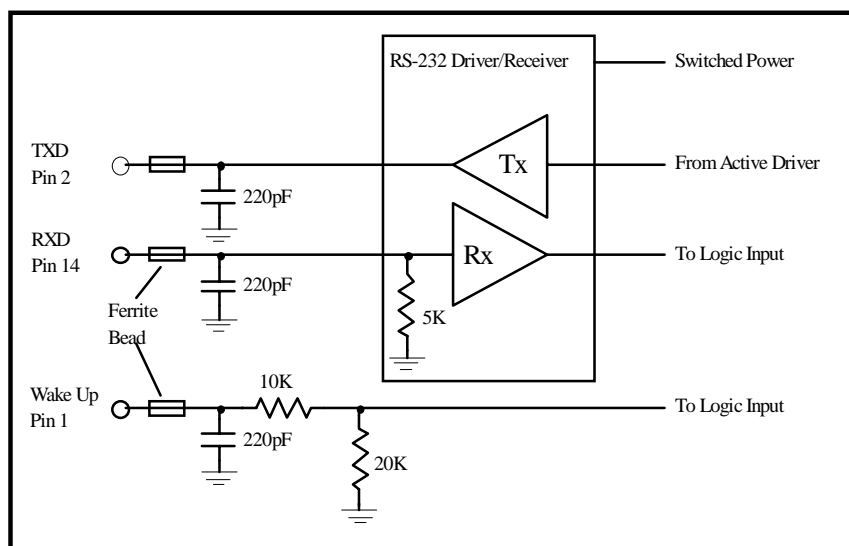 RS-232 Driver/Receiver
Switched Power
TXD
Pin 2
Tx
From Active Driver
220pF
RXD
Pin 14
Rx
To Logic Input
220pF
5K
Ferrite
Bead
Wake Up
Pin 1
10K
To Logic Input
220pF
20K